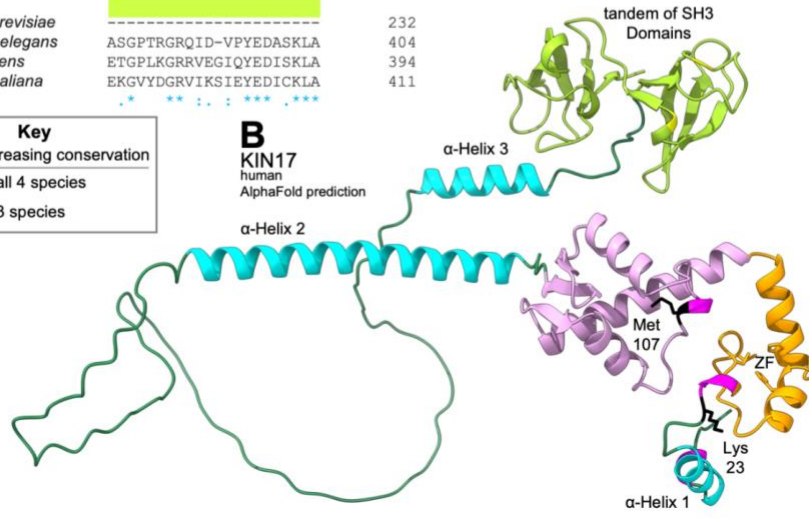 revisiae -------------------- 232
elegans ASGPTRGRQID-VPYEDASKLA 404
ens ETGPLKGRRVEGIQYEDISKLA 394
aliana EKGVYDGRVIKSIEYEDICKLA 411
.* ** :. : *** .***
Key
reasing conservation
all 4 species
3 species
B
KIN17
human
AlphaFold prediction
tandem of SH3
Domains
α-Helix 3
α-Helix 2
Met
107
ZF
Lys
23
α-Helix 1